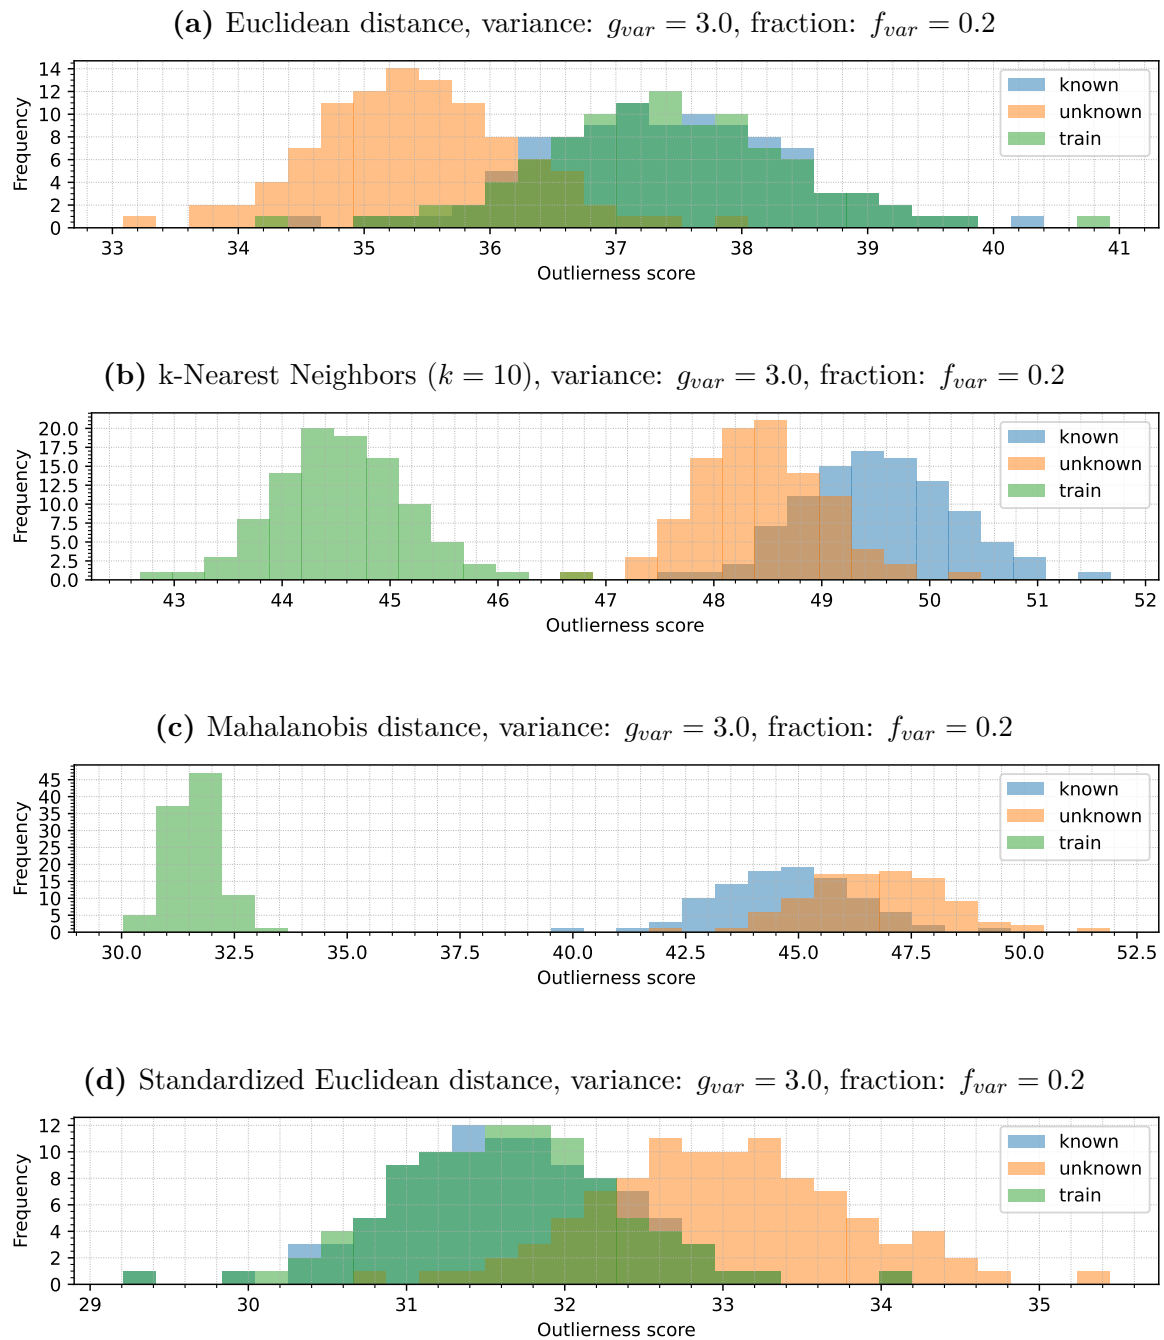 (a) Euclidean distance, variance: g_var = 3.0, fraction: f_var = 0.2
14
12
10
8
6
4
2
0
Frequency
known
unknown
train
33 34 35 36 37 38 39 40 41
Outlierness score
(b) k-Nearest Neighbors (k = 10), variance: g_var = 3.0, fraction: f_var = 0.2
20.0
17.5
15.0
12.5
10.0
7.5
5.0
2.5
0.0
Frequency
known
unknown
train
43 44 45 46 47 48 49 50 51 52
Outlierness score
(c) Mahalanobis distance, variance: g_var = 3.0, fraction: f_var = 0.2
45
40
35
30
25
20
15
10
5
0
Frequency
known
unknown
train
30.0 32.5 35.0 37.5 40.0 42.5 45.0 47.5 50.0 52.5
Outlierness score
(d) Standardized Euclidean distance, variance: g_var = 3.0, fraction: f_var = 0.2
12
10
8
6
4
2
0
Frequency
known
unknown
train
29 30 31 32 33 34 35
Outlierness score